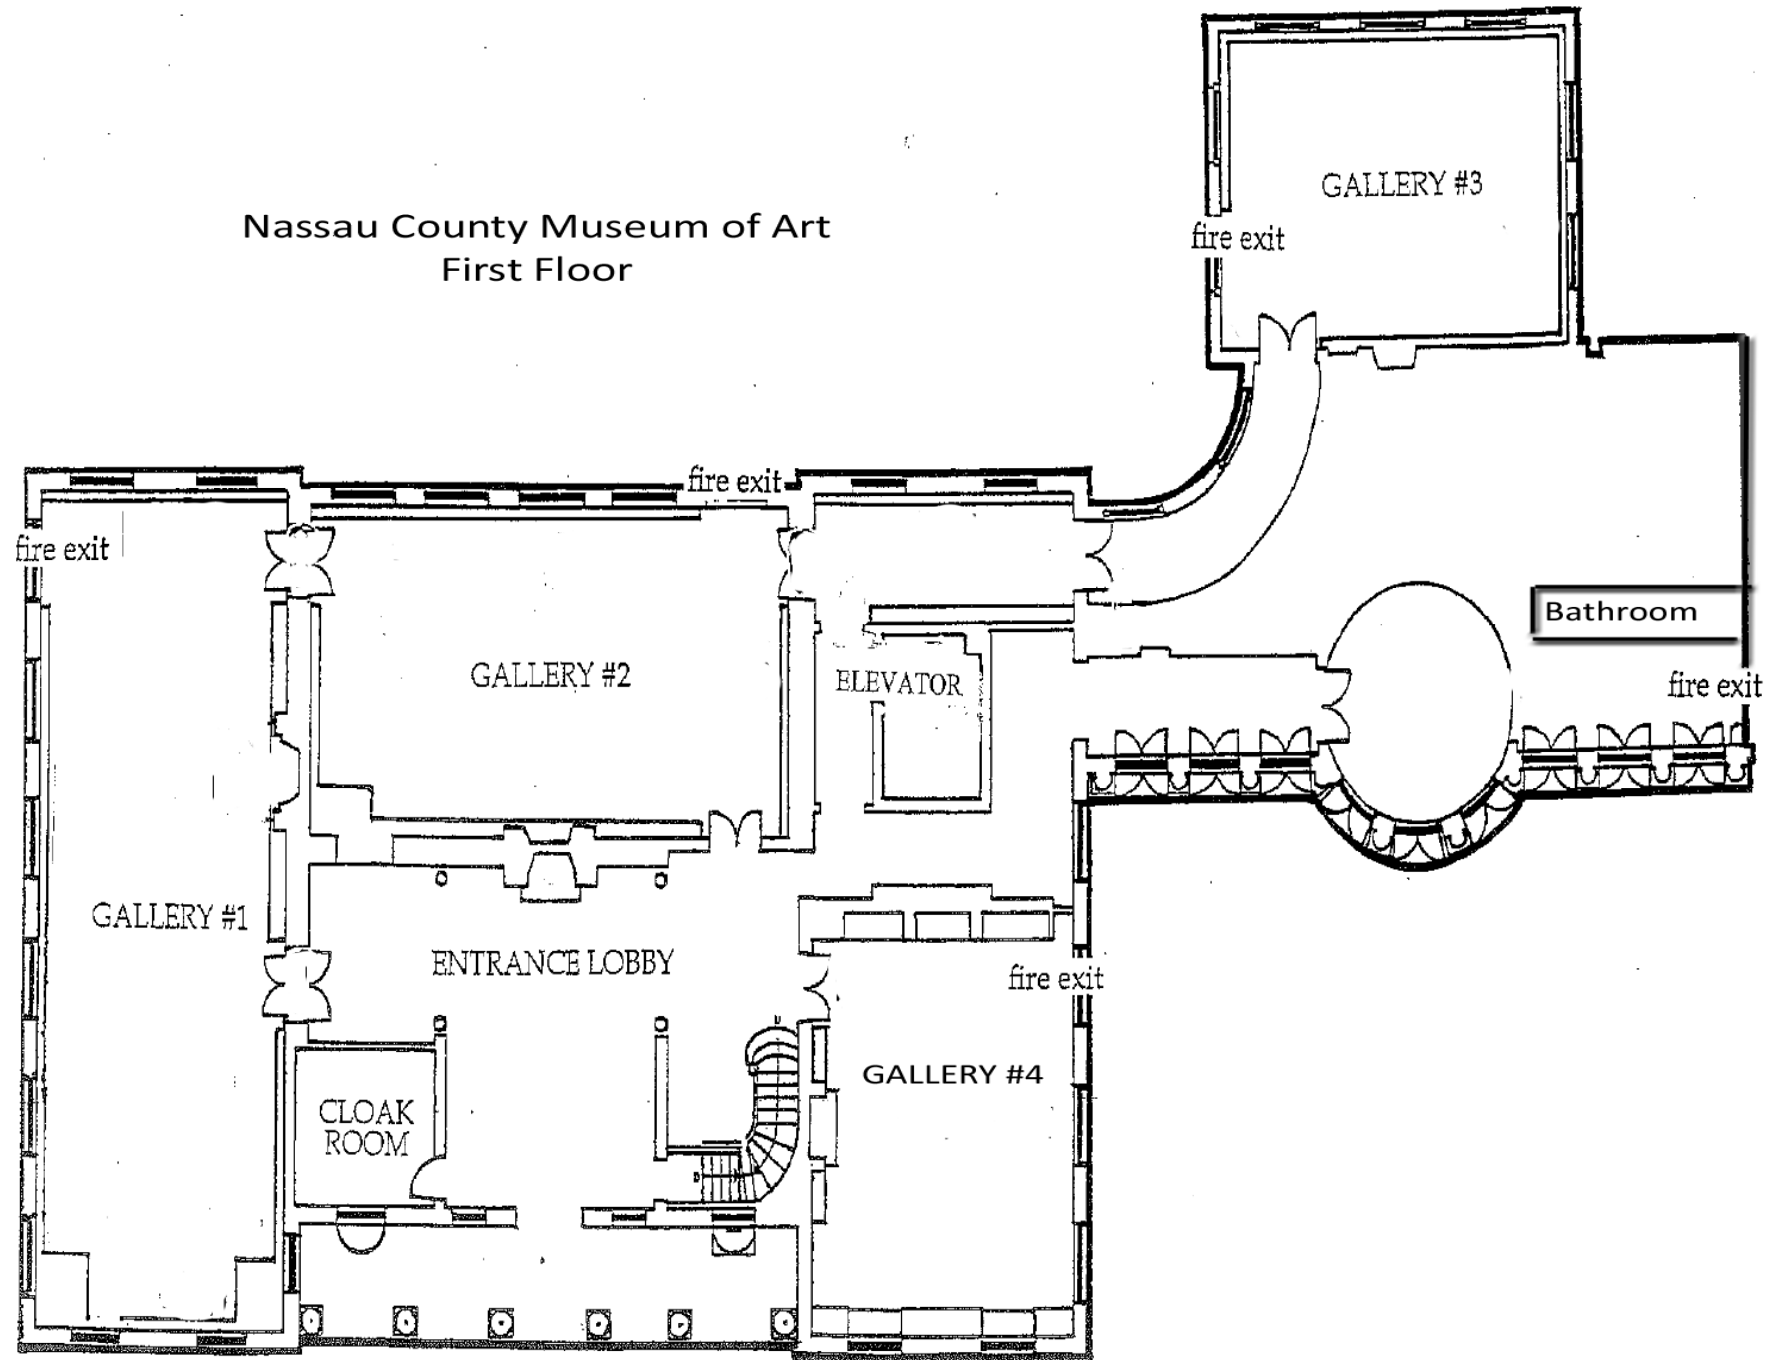 GALLERY #3
Nassau County Museum of Art
First Floor
fire exit
fire exit
fire exit
Bathroom
GALLERY #2
ELEVATOR
fire exit
GALLERY #1
ENTRANCE LOBBY
fire exit
GALLERY #4
CLOAK
ROOM